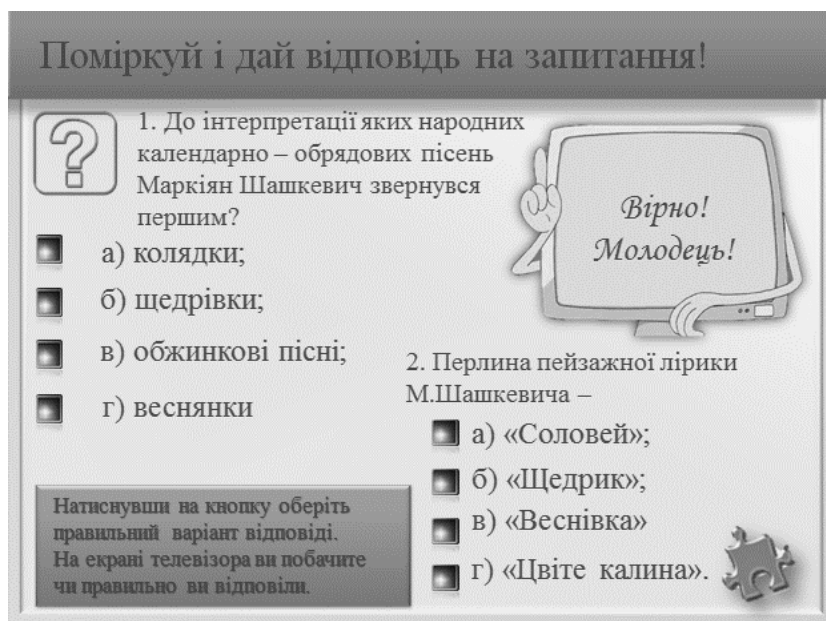 Поміркуй і дай відповідь на запитання!
1. До інтерпретації яких народних
календарно – обрядових пісень
Маркіян Шашкевич звернувся
першим?
а) колядки;
б) щедрівки;
в) обжинкові пісні;
г) веснянки
Вірно!
Молодець!
2. Перлина пейзажної лірики
М.Шашкевича –
а) «Соловей»;
б) «Щедрик»;
в) «Веснівка»
г) «Цвіте калина».
Натиснувши на кнопку оберіть
правильний варіант відповіді.
На екрані телевізора ви побачите
чи правильно ви відповіли.